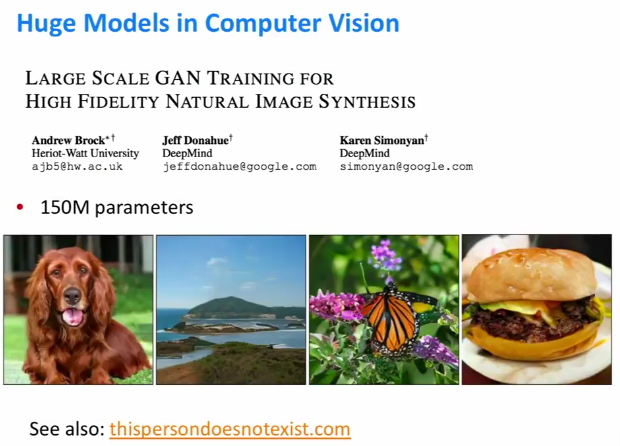 Huge Models in Computer Vision
LARGE SCALE GAN TRAINING FOR
HIGH FIDELITY NATURAL IMAGE SYNTHESIS
Andrew Brock*† Jeff Donahue† Karen Simonyan†
Heriot-Watt University DeepMind DeepMind
ajb5@hw.ac.uk jeffdonahue@google.com simonyan@google.com
• 150M parameters
See also: thispersondoesnotexist.com